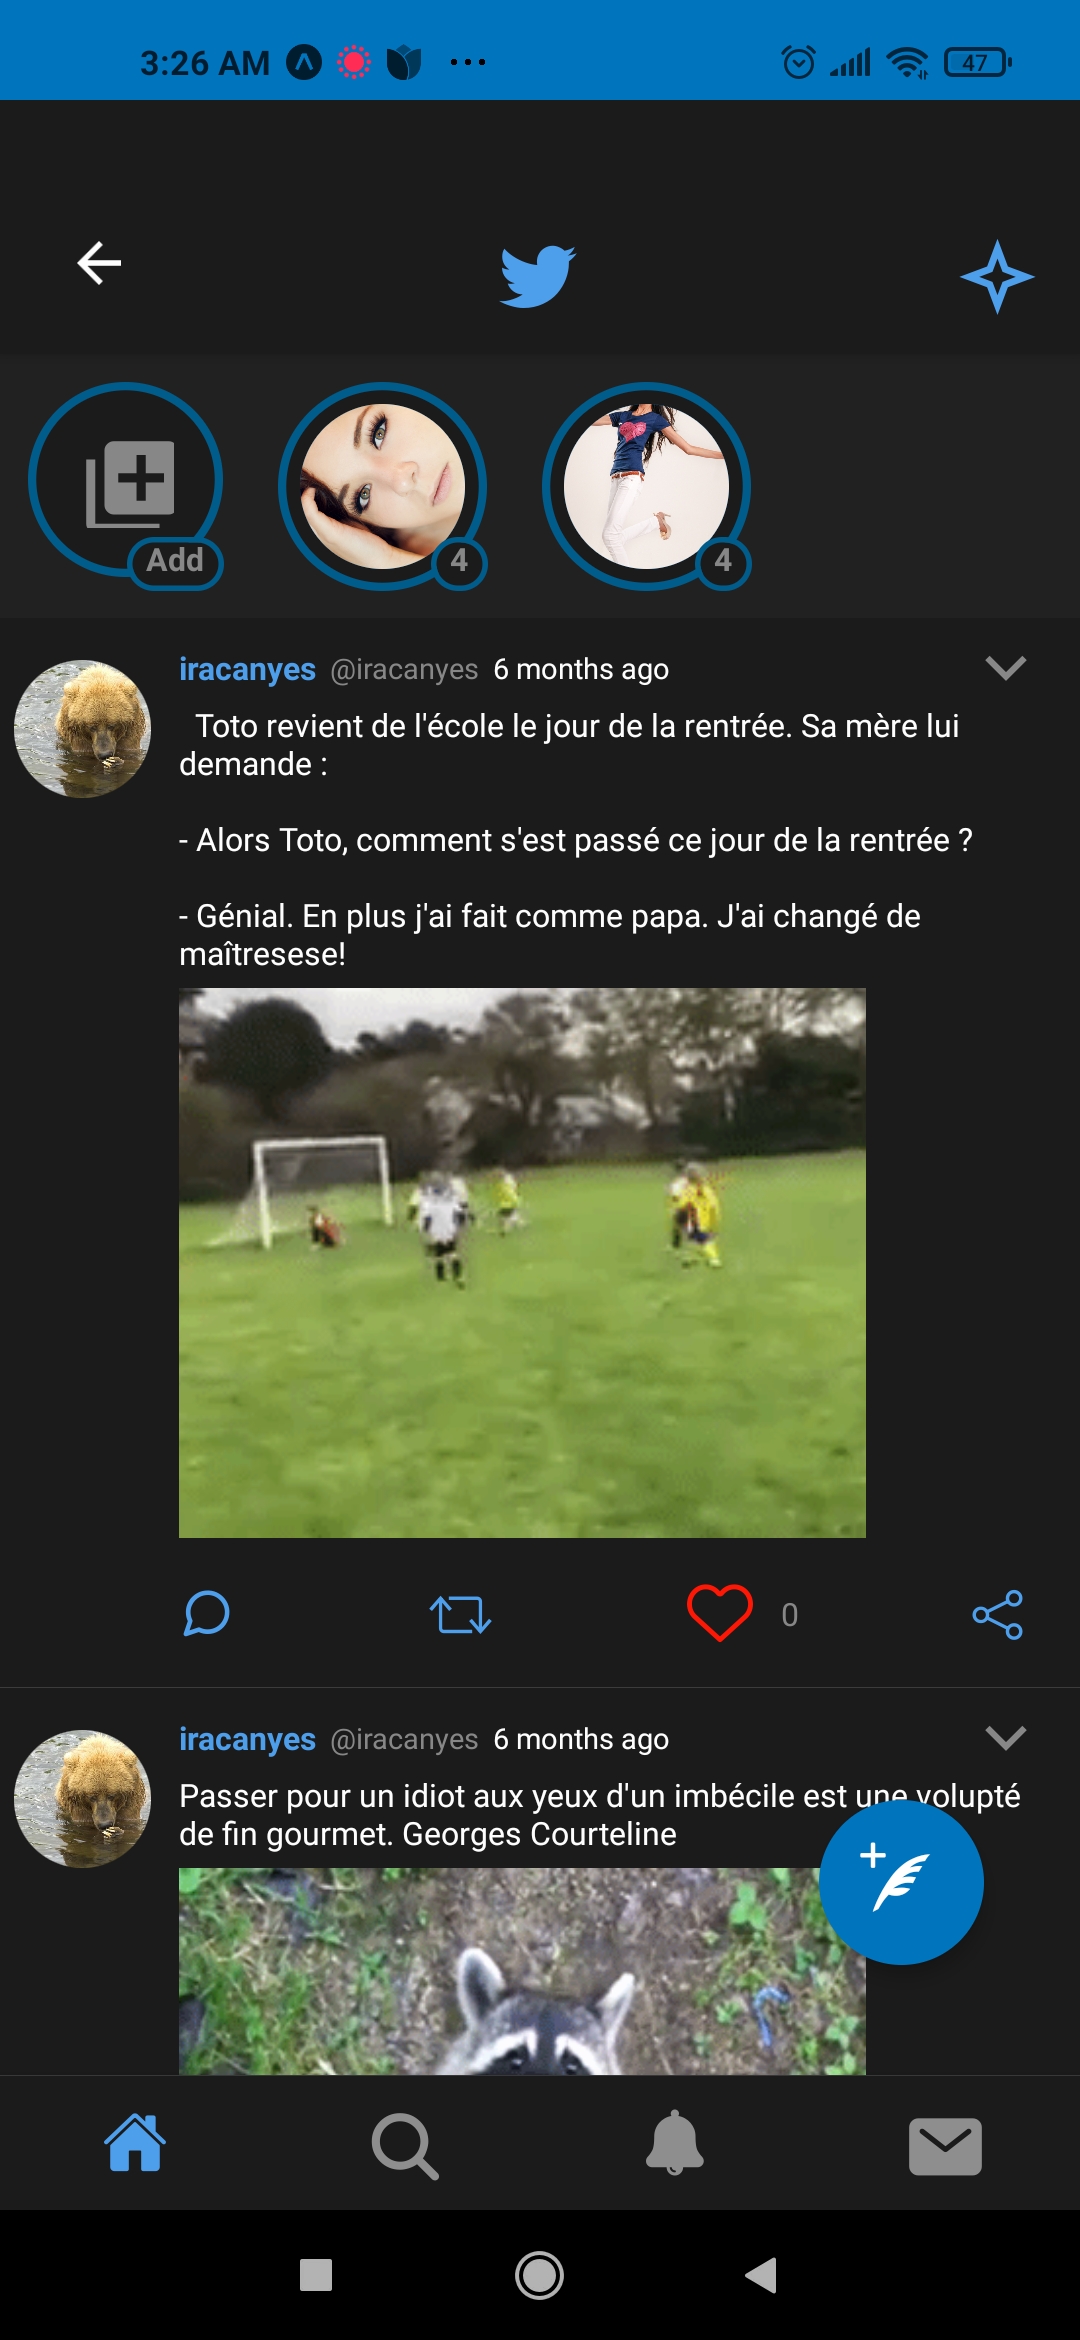 3:26 AM
47
Add
4
4
iracanyes @iracanyes 6 months ago
Toto revient de l'école le jour de la rentrée. Sa mère lui
demande :
- Alors Toto, comment s'est passé ce jour de la rentrée ?
- Génial. En plus j'ai fait comme papa. J'ai changé de
maîtresese!
0
iracanyes @iracanyes 6 months ago
Passer pour un idiot aux yeux d'un imbécile est une volupté
de fin gourmet. Georges Courteline